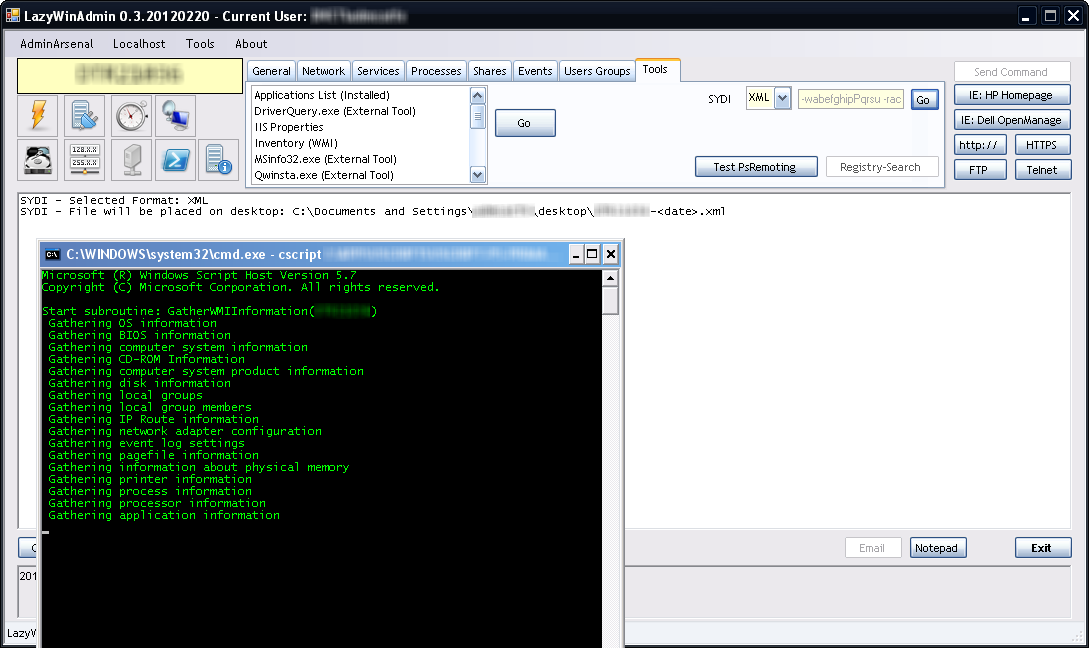 LazyWinAdmin 0.3.20120220 - Current User:
AdminArsenal Localhost Tools About
General Network Services Processes Shares Events Users Groups Tools
Applications List (Installed)
DriverQuery.exe (External Tool)
IIS Properties
Inventory (WMI)
MSinfo32.exe (External Tool)
Qwinsta.exe (External Tool)
Go
SYDI XML -wabefghipPqrsu -rac Go
Test PsRemoting Registry-Search
Send Command
IE: HP Homepage
IE: Dell OpenManage
http:// HTTPS
FTP Telnet
128.X.X
255.X.X
SYDI - Selected Format: XML
SYDI - File will be placed on desktop: C:\Documents and Settings\ \desktop\ -<date>.xml
C:\WINDOWS\system32\cmd.exe - cscript
Microsoft (R) Windows Script Host Version 5.7
Copyright (C) Microsoft Corporation. All rights reserved.
Start subroutine: GatherWMIInformation( )
Gathering OS information
Gathering BIOS information
Gathering computer system information
Gathering CD-ROM Information
Gathering computer system product information
Gathering disk information
Gathering local groups
Gathering local group members
Gathering IP Route information
Gathering network adapter configuration
Gathering event log settings
Gathering pagefile information
Gathering information about physical memory
Gathering printer information
Gathering process information
Gathering processor information
Gathering application information
Email Notepad Exit
201
LazyW